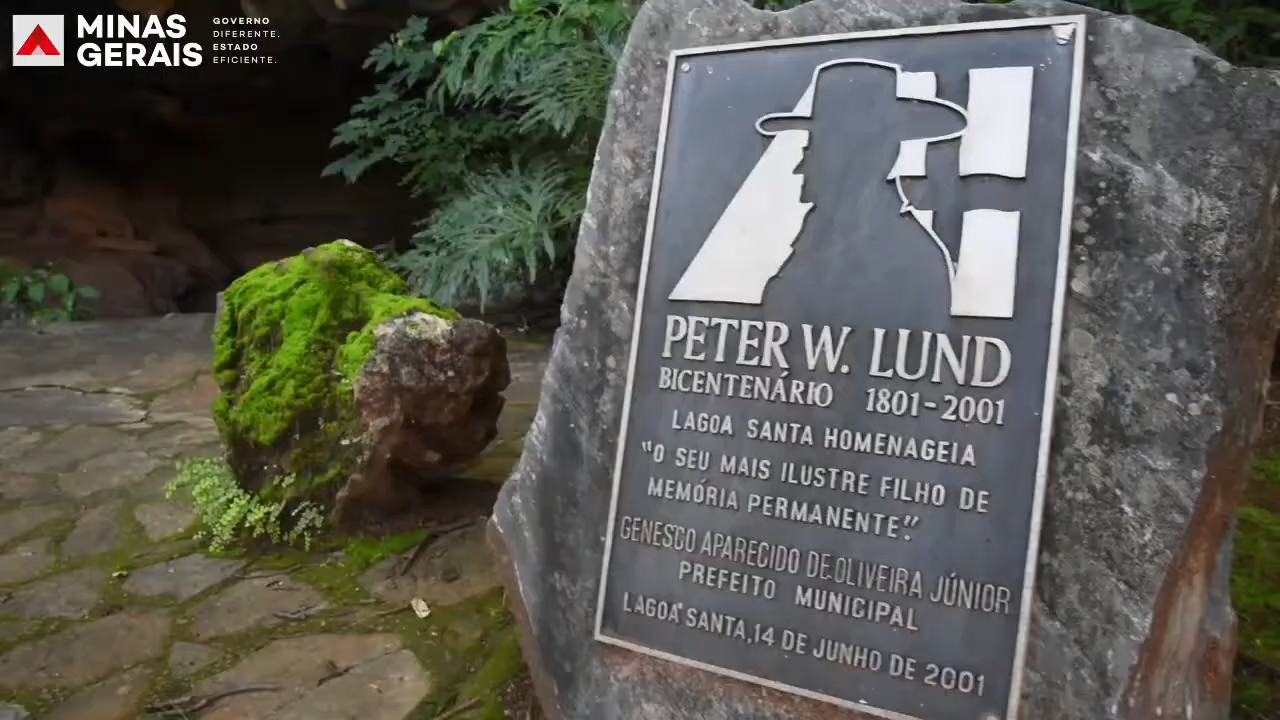 MINAS
GERAIS
GOVERNO
DIFERENTE.
ESTADO
EFICIENTE.
PETER W. LUND
BICENTENÁRIO 1801-2001
LAGOA SANTA HOMENAGEIA
"O SEU MAIS ILUSTRE FILHO DE
MEMÓRIA PERMANENTE."
GENESCO APARECIDO DE OLIVEIRA JÚNIOR
PREFEITO MUNICIPAL
LAGOA SANTA, 14 DE JUNHO DE 2001